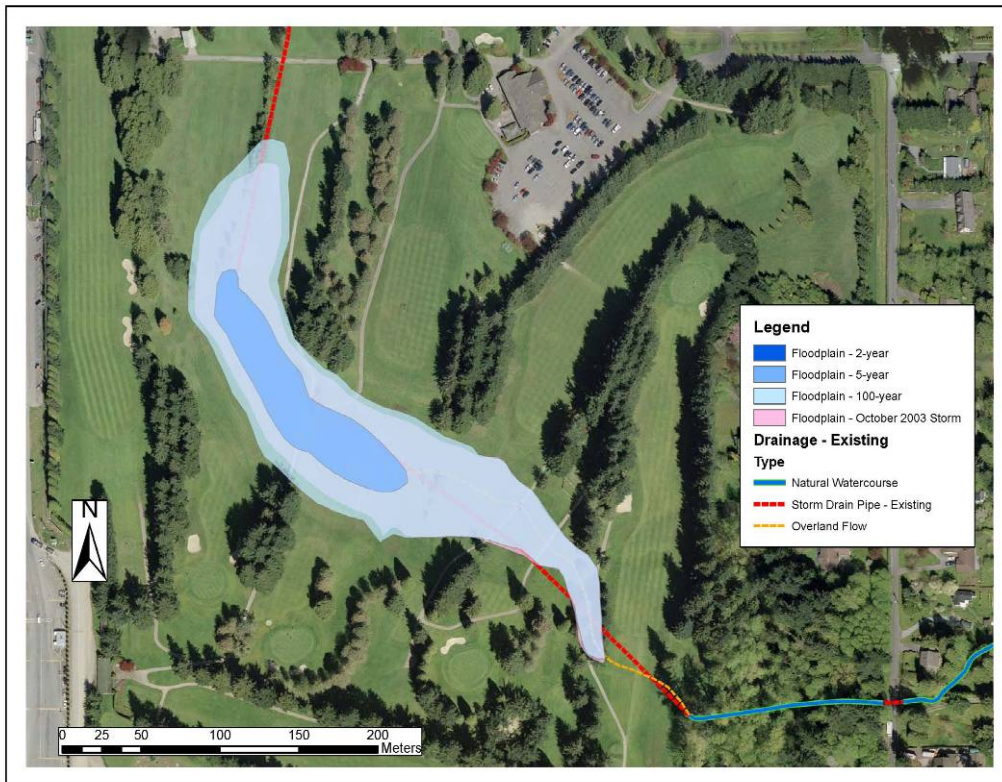 Legend
Floodplain - 2-year
Floodplain - 5-year
Floodplain - 100-year
Floodplain - October 2003 Storm
Drainage - Existing
Type
Natural Watercourse
Storm Drain Pipe - Existing
Overland Flow
N
0 25 50 100 150 200
Meters